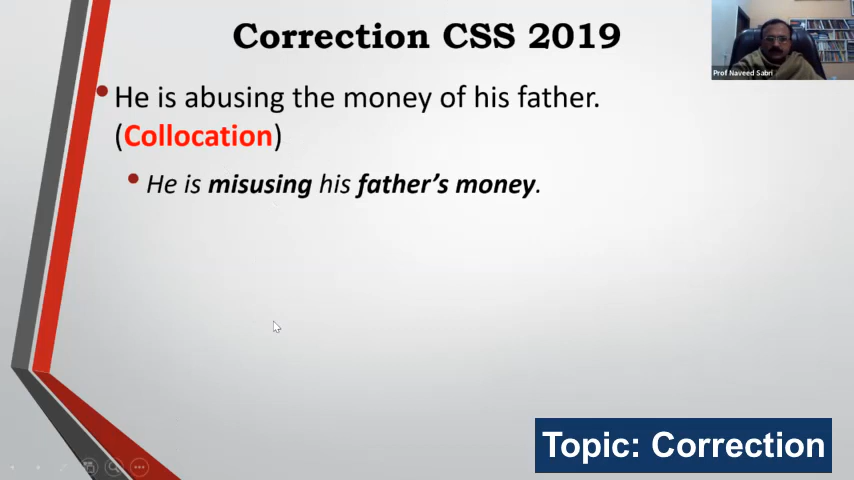 Correction CSS 2019
Prof Naveed Sabri
He is abusing the money of his father.
(Collocation)
He is misusing his father's money.
Topic: Correction